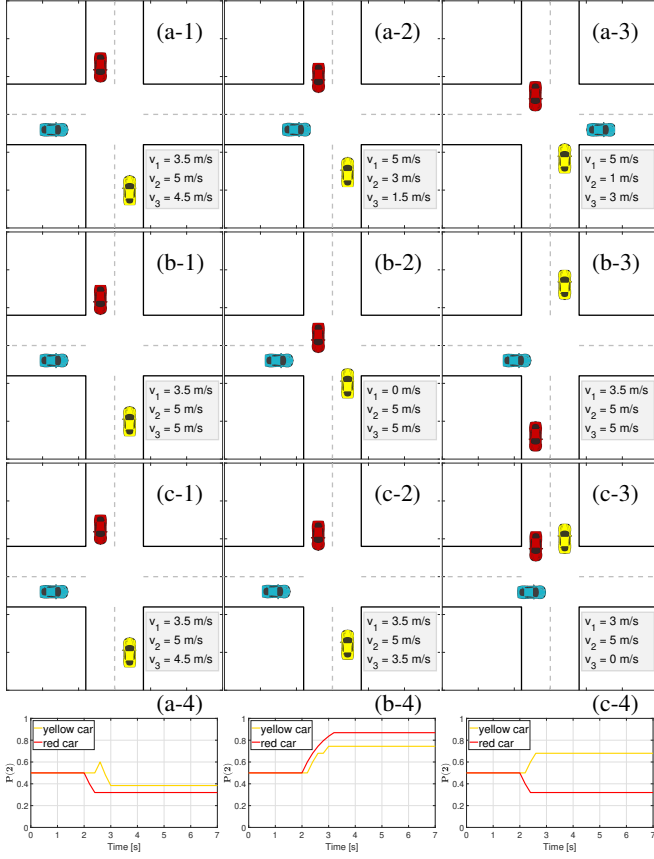 (a-1) (a-2) (a-3)
v1 = 3.5 m/s
v2 = 5 m/s
v3 = 4.5 m/s
v1 = 5 m/s
v2 = 3 m/s
v3 = 1.5 m/s
v1 = 5 m/s
v2 = 1 m/s
v3 = 3 m/s
(b-1) (b-2) (b-3)
v1 = 3.5 m/s
v2 = 5 m/s
v3 = 5 m/s
v1 = 0 m/s
v2 = 5 m/s
v3 = 5 m/s
v1 = 3.5 m/s
v2 = 5 m/s
v3 = 5 m/s
(c-1) (c-2) (c-3)
v1 = 3.5 m/s
v2 = 5 m/s
v3 = 4.5 m/s
v1 = 3.5 m/s
v2 = 5 m/s
v3 = 3.5 m/s
v1 = 3 m/s
v2 = 5 m/s
v3 = 0 m/s
(a-4) (b-4) (c-4)
yellow car
red car
P(2)
1
0.8
0.6
0.4
0.2
0
0 1 2 3 4 5 6 7
Time [s]
yellow car
red car
P(2)
1
0.8
0.6
0.4
0.2
0
0 1 2 3 4 5 6 7
Time [s]
yellow car
red car
P(2)
1
0.8
0.6
0.4
0.2
0
0 1 2 3 4 5 6 7
Time [s]